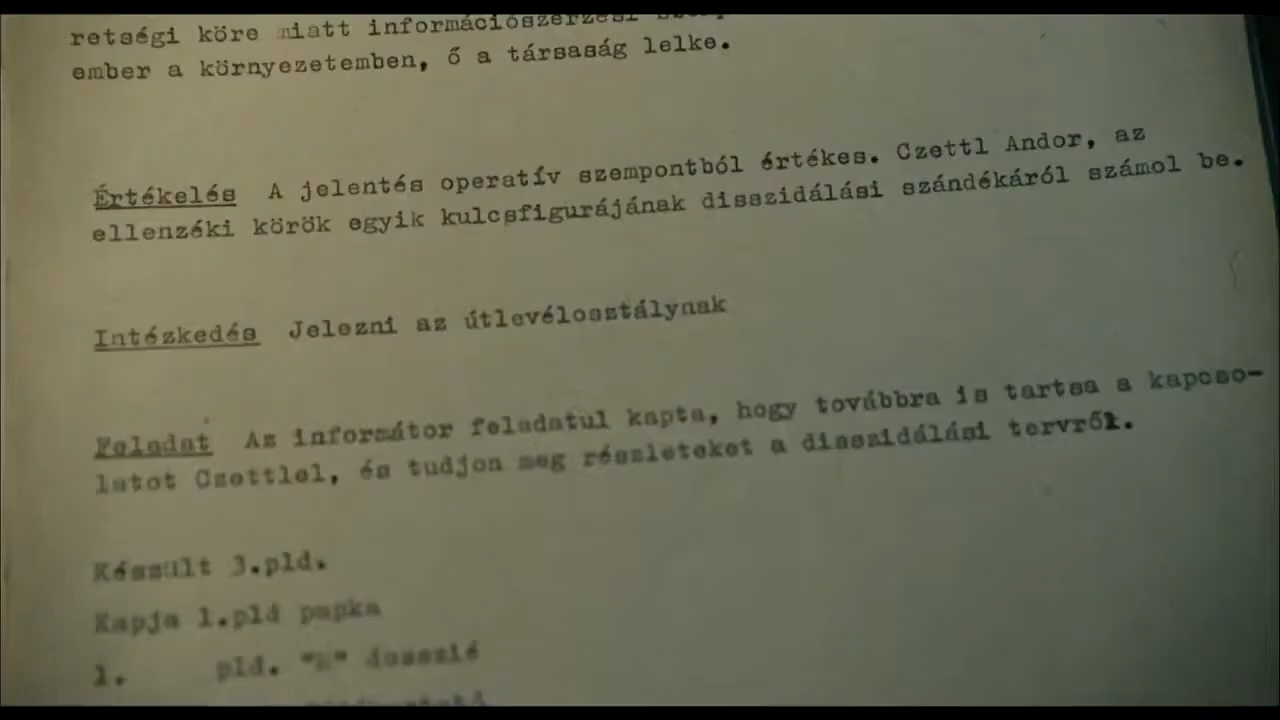 retségi köre miatt információszerzési
ember a környezetemben, ő a társaság lelke.
Értékelés A jelentés operatív szempontból értékes. Czettl Andor, az
ellenzéki körök egyik kulcsfigurájának disszidálási szándékáról számol be.
Intézkedés Jelezni az útlevélosztálynak
Feladat Az informátor feladatul kapta, hogy továbbra is tartsa a kapcso-
latot Czettlel, és tudjon meg részleteket a disszidálási tervről.
Készült 3.pld.
Kapja 1.pld papka
1. pld. "M" dosszié